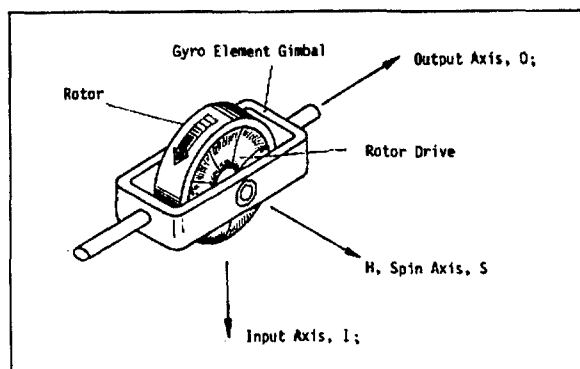 Gyro Element Gimbal
Output Axis, O;
Rotor
Rotor Drive
H, Spin Axis, S
Input Axis, I;